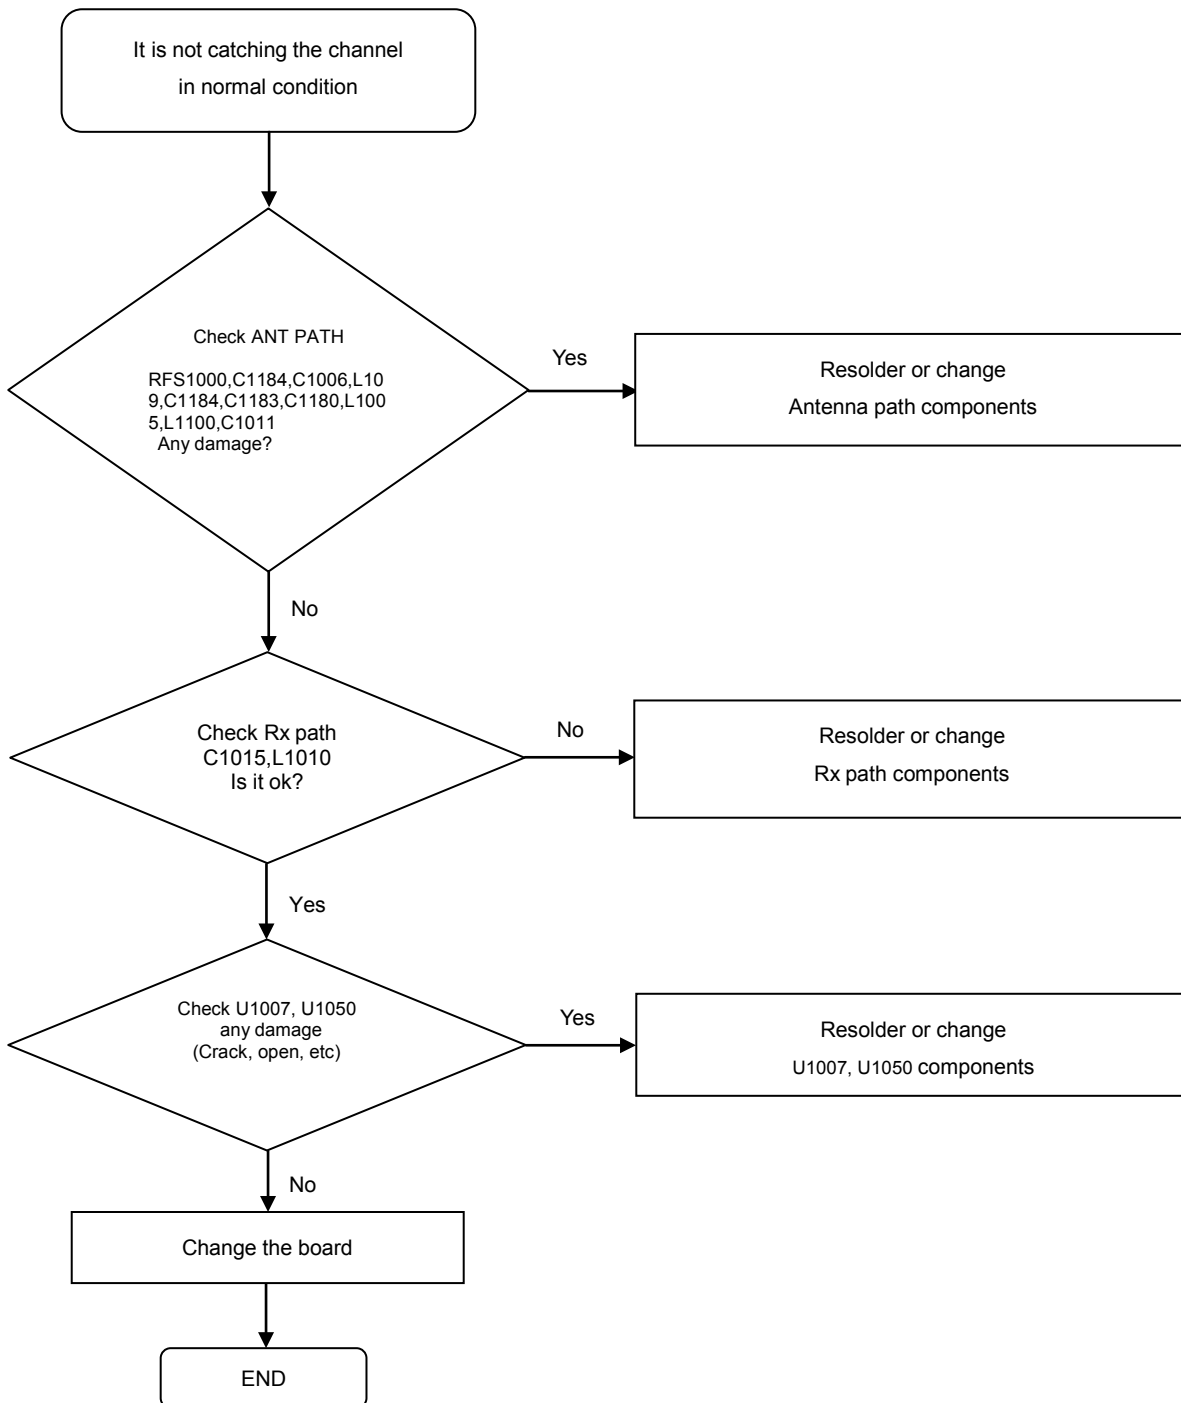 It is not catching the channel
in normal condition
Check ANT PATH
RFS1000,C1184,C1006,L10
9,C1184,C1183,C1180,L100
5,L1100,C1011
Any damage?
Yes
Resolder or change
Antenna path components
No
Check Rx path
C1015,L1010
Is it ok?
No
Resolder or change
Rx path components
Yes
Check U1007, U1050
any damage
(Crack, open, etc)
Yes
Resolder or change
U1007, U1050 components
No
Change the board
END